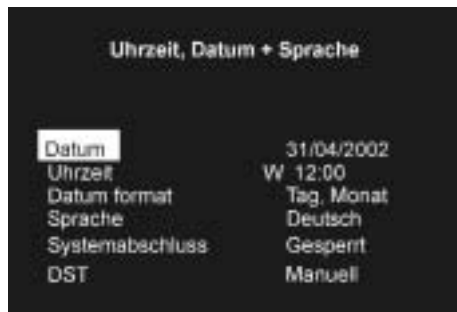 Uhrzeit, Datum + Sprache
Datum 31/04/2002
Uhrzeit W 12:00
Datum format Tag, Monat
Sprache Deutsch
Systemabschluss Gesperrt
DST Manuell